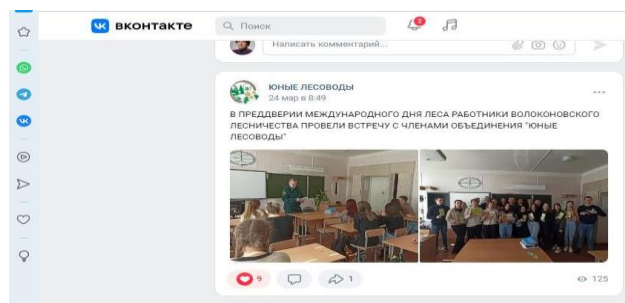 вконтакте
Поиск
2
Написать комментарий...
ЮНЫЕ ЛЕСОВОДЫ
24 мар в 8:49
В ПРЕДДВЕРИИ МЕЖДУНАРОДНОГО ДНЯ ЛЕСА РАБОТНИКИ ВОЛОКОНОВСКОГО
ЛЕСНИЧЕСТВА ПРОВЕЛИ ВСТРЕЧУ С ЧЛЕНАМИ ОБЪЕДИНЕНИЯ "ЮНЫЕ
ЛЕСОВОДЫ"
9
1
125